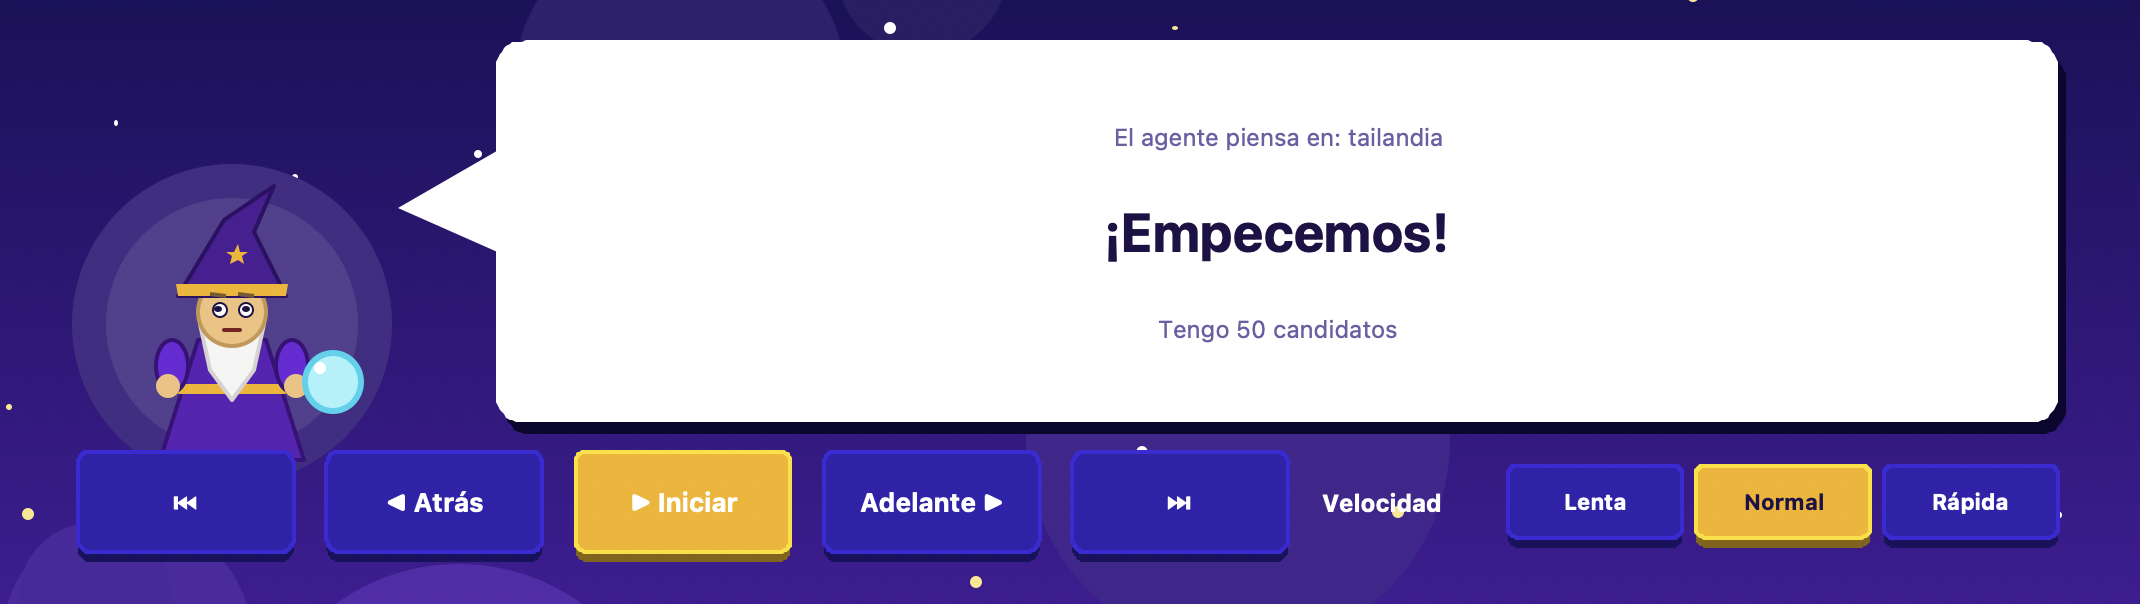 El agente piensa en: tailandia
¡Empecemos!
Tengo 50 candidatos
⏮ ◀ Atrás ▶ Iniciar Adelante ▶ ⏭ Velocidad Lenta Normal Rápida